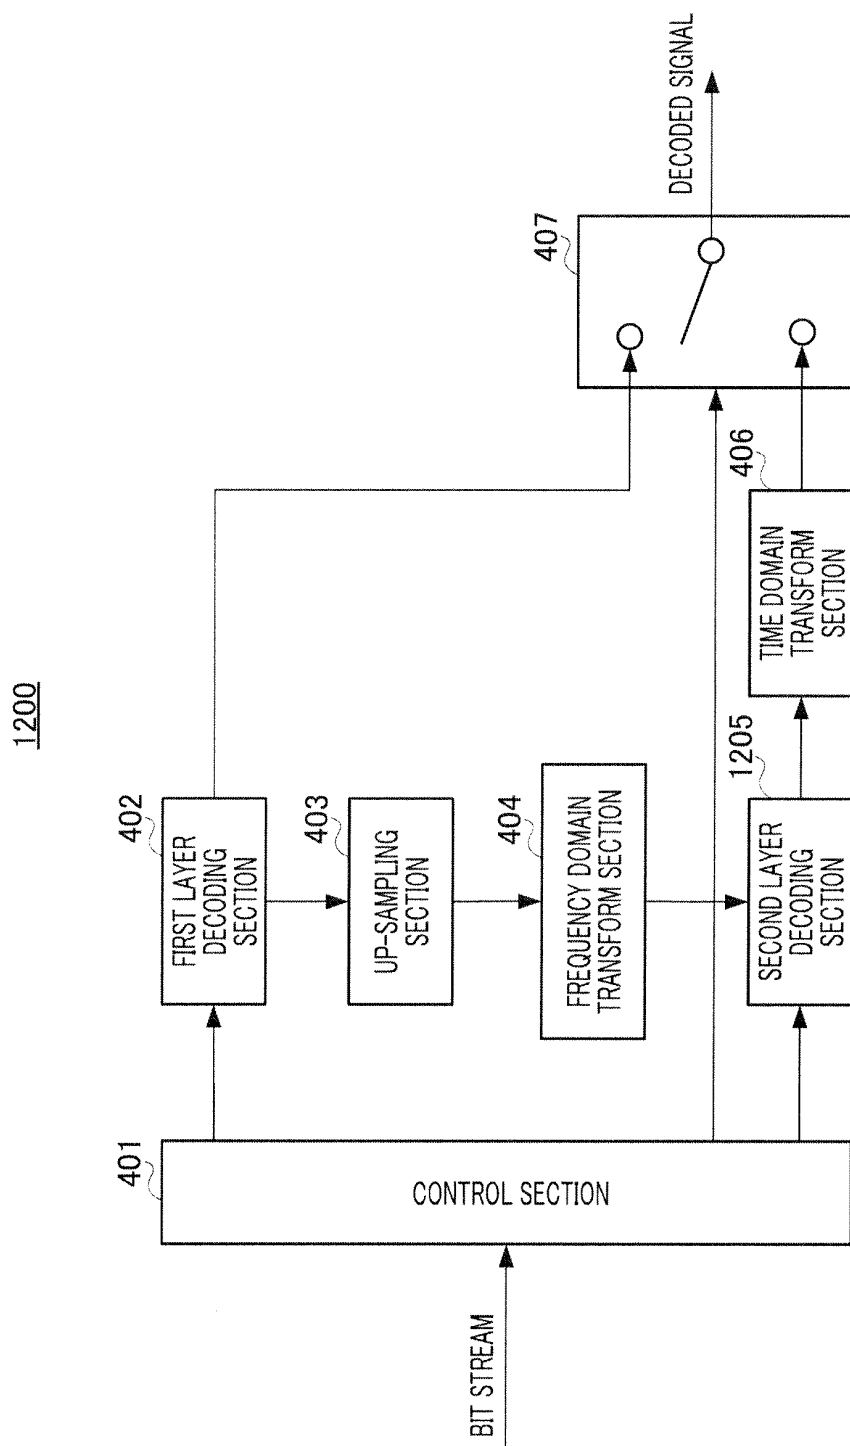 1200
401
CONTROL SECTION
BIT STREAM
402
FIRST LAYER
DECODING
SECTION
403
UP-SAMPLING
SECTION
404
FREQUENCY DOMAIN
TRANSFORM SECTION
1205
SECOND LAYER
DECODING
SECTION
406
TIME DOMAIN
TRANSFORM
SECTION
407
DECODED SIGNAL